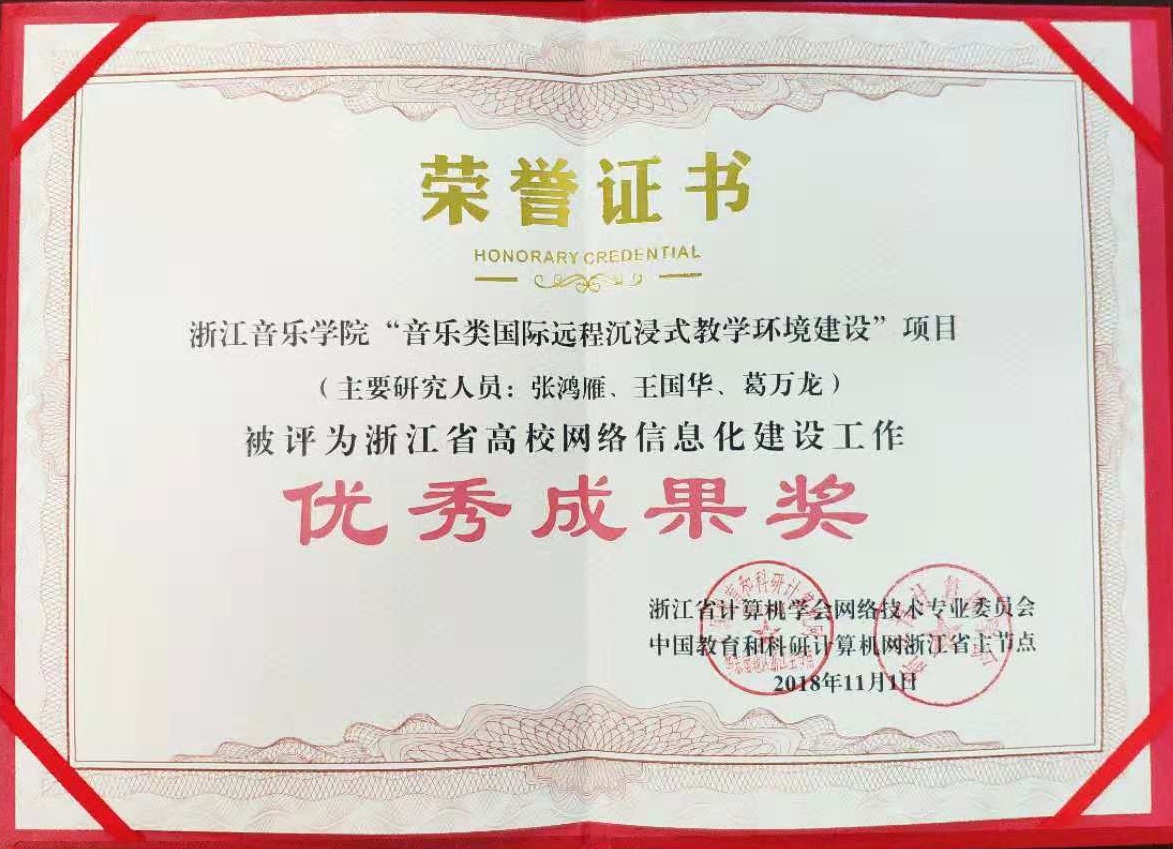 荣誉证书
HONORARY CREDENTIAL
浙江音乐学院“音乐类国际远程沉浸式教学环境建设”项目
（主要研究人员：张鸿雁、王国华、葛万龙）
被评为浙江省高校网络信息化建设工作
优秀成果奖
浙江省计算机学会网络技术专业委员会
中国教育和科研计算机网浙江省主节点
2018年11月1日